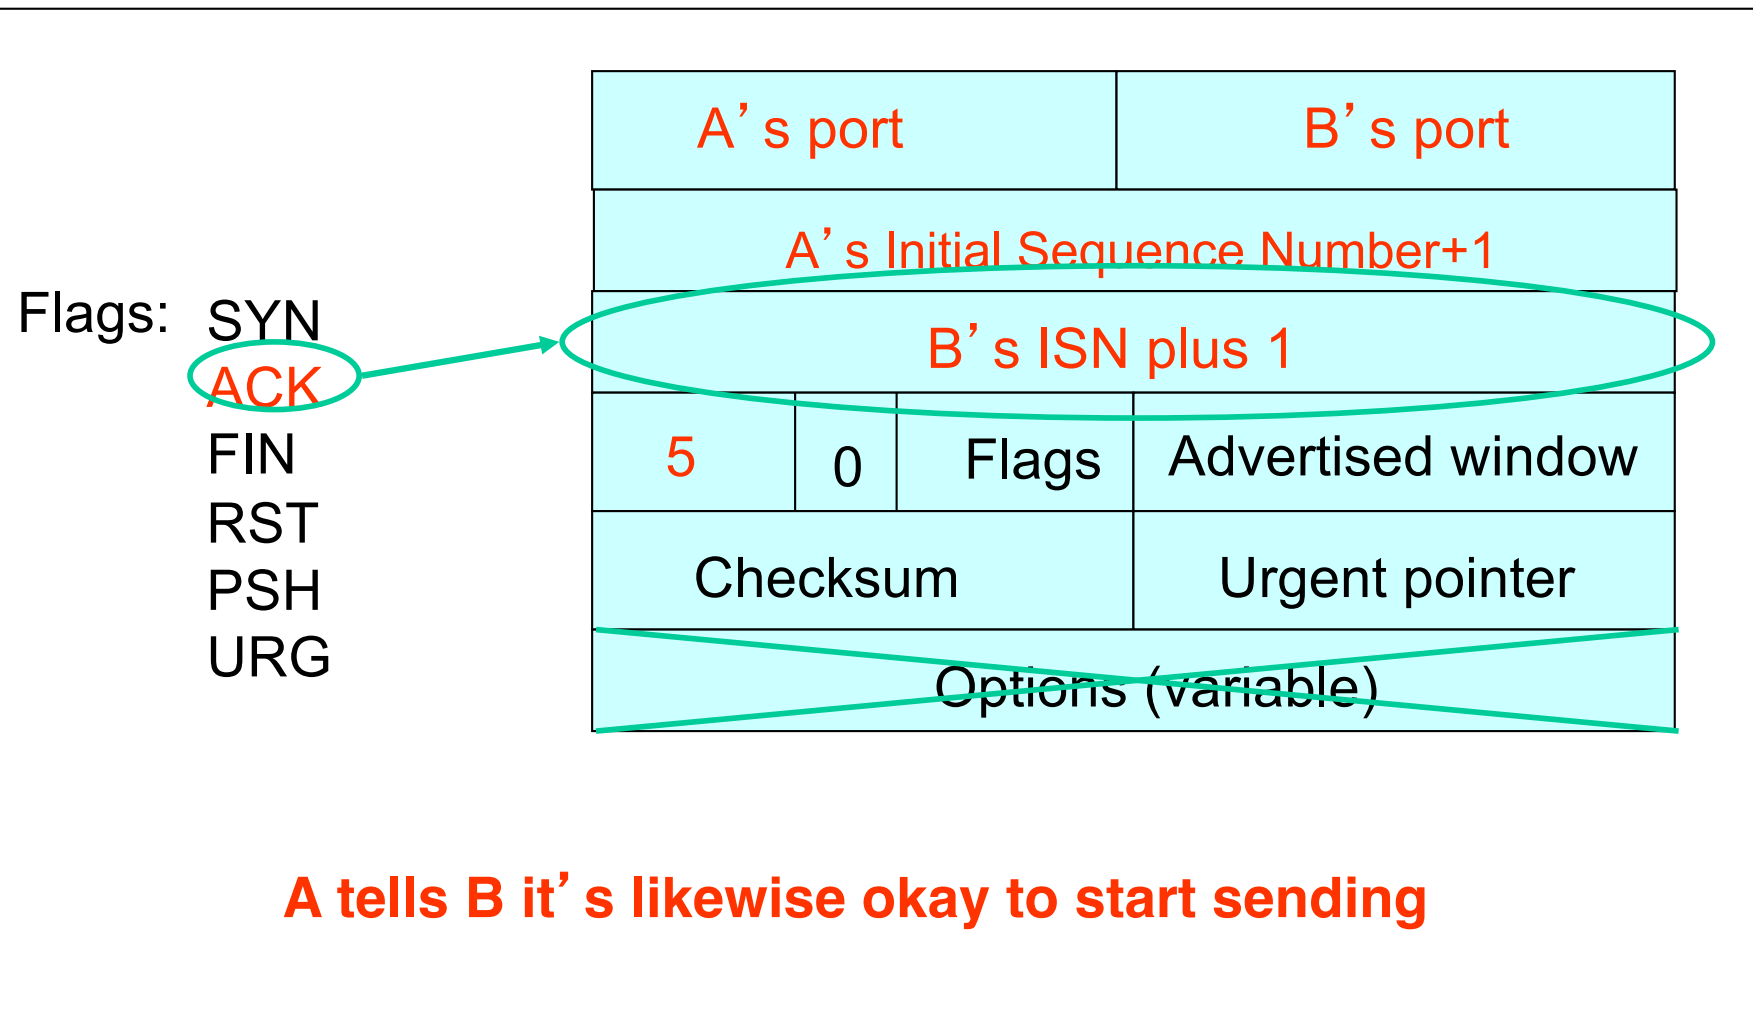 A’s port
B’s port
A’s Initial Sequence Number+1
Flags:
SYN
ACK
FIN
RST
PSH
URG
B’s ISN plus 1
5
0
Flags
Advertised window
Checksum
Urgent pointer
Options (variable)
A tells B it’s likewise okay to start sending